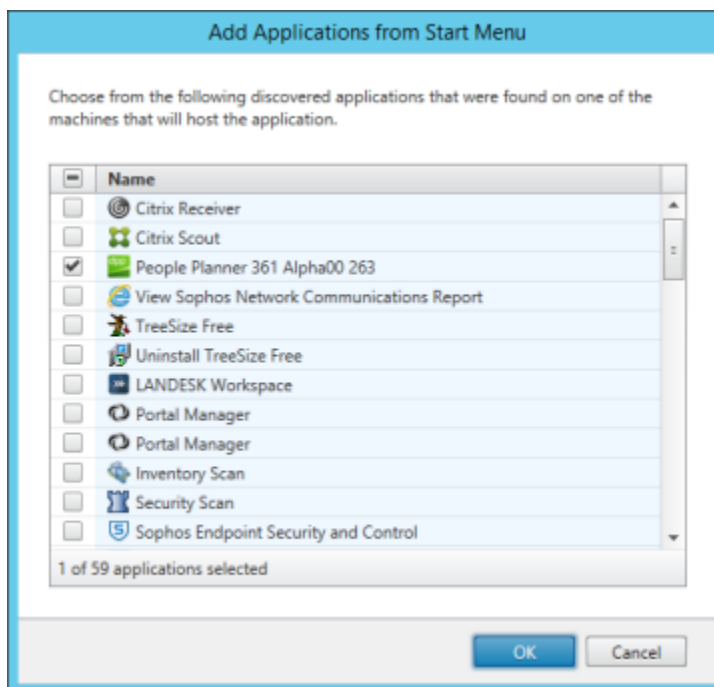 Add Applications from Start Menu
Choose from the following discovered applications that were found on one of the
machines that will host the application.
Name
Citrix Receiver
Citrix Scout
People Planner 361 Alpha00 263
View Sophos Network Communications Report
TreeSize Free
Uninstall TreeSize Free
LANDESK Workspace
Portal Manager
Portal Manager
Inventory Scan
Security Scan
Sophos Endpoint Security and Control
1 of 59 applications selected
OK
Cancel